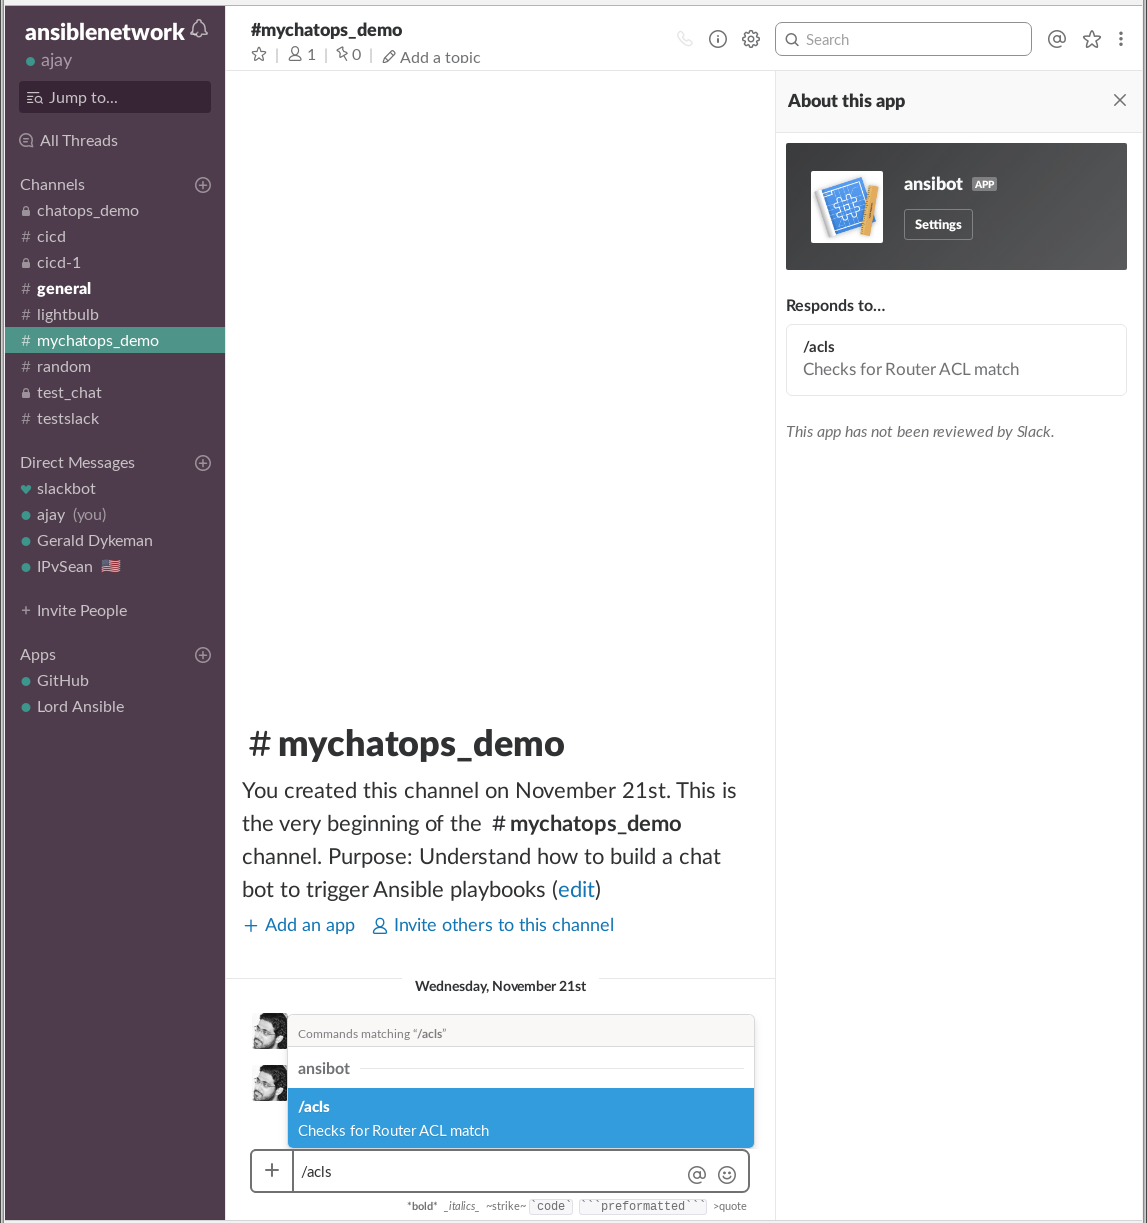 ansiblenetwork
ajay
Jump to...
All Threads
Channels
chatops_demo
# cicd
cicd-1
# general
# lightbulb
# mychatops_demo
# random
test_chat
# testslack
Direct Messages
slackbot
ajay (you)
Gerald Dykeman
IPvSean
+ Invite People
Apps
GitHub
Lord Ansible
#mychatops_demo
| 1 | 0 | Add a topic
Search
# mychatops_demo
You created this channel on November 21st. This is
the very beginning of the # mychatops_demo
channel. Purpose: Understand how to build a chat
bot to trigger Ansible playbooks (edit)
+ Add an app Invite others to this channel
Wednesday, November 21st
Commands matching “/acls”
ansibot
/acls
Checks for Router ACL match
+ /acls @
*bold* _italics_ ~strike~ `code` ```preformatted``` >quote
About this app
ansibot APP
Settings
Responds to…
/acls
Checks for Router ACL match
This app has not been reviewed by Slack.